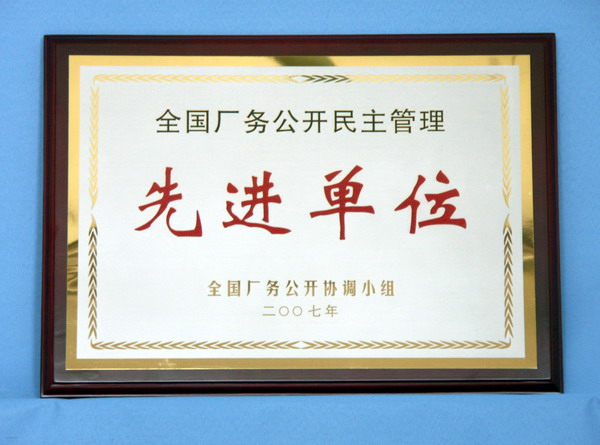 全国厂务公开民主管理
先进单位
全国厂务公开协调小组
二〇〇七年